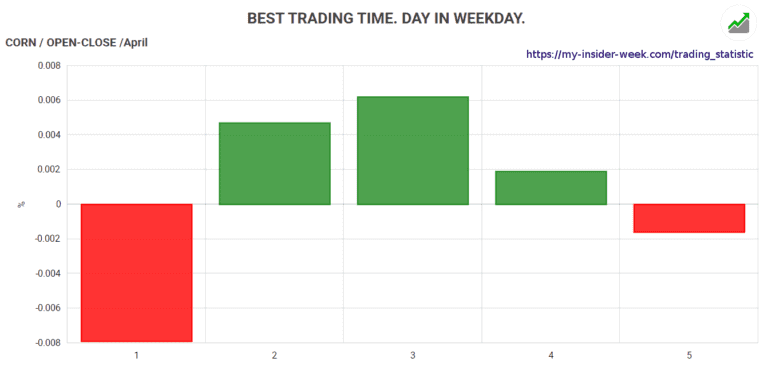 BEST TRADING TIME. DAY IN WEEKDAY.
CORN / OPEN-CLOSE /April
https://my-insider-week.com/trading_statistic
0.008
0.006
0.004
0.002
0
-0.002
-0.004
-0.006
-0.008
%
1 2 3 4 5